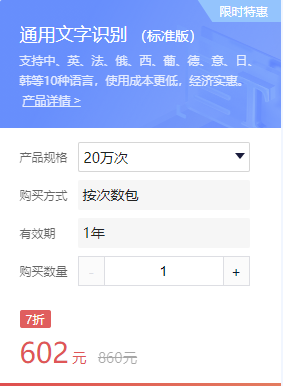 限时特惠
通用文字识别 （标准版）
支持中、英、法、俄、西、葡、德、意、日、
韩等10种语言，使用成本更低，经济实惠。
产品详情 >
产品规格 20万次
购买方式 按次数包
有效期 1年
购买数量 - 1 +
7折
602 元 860元